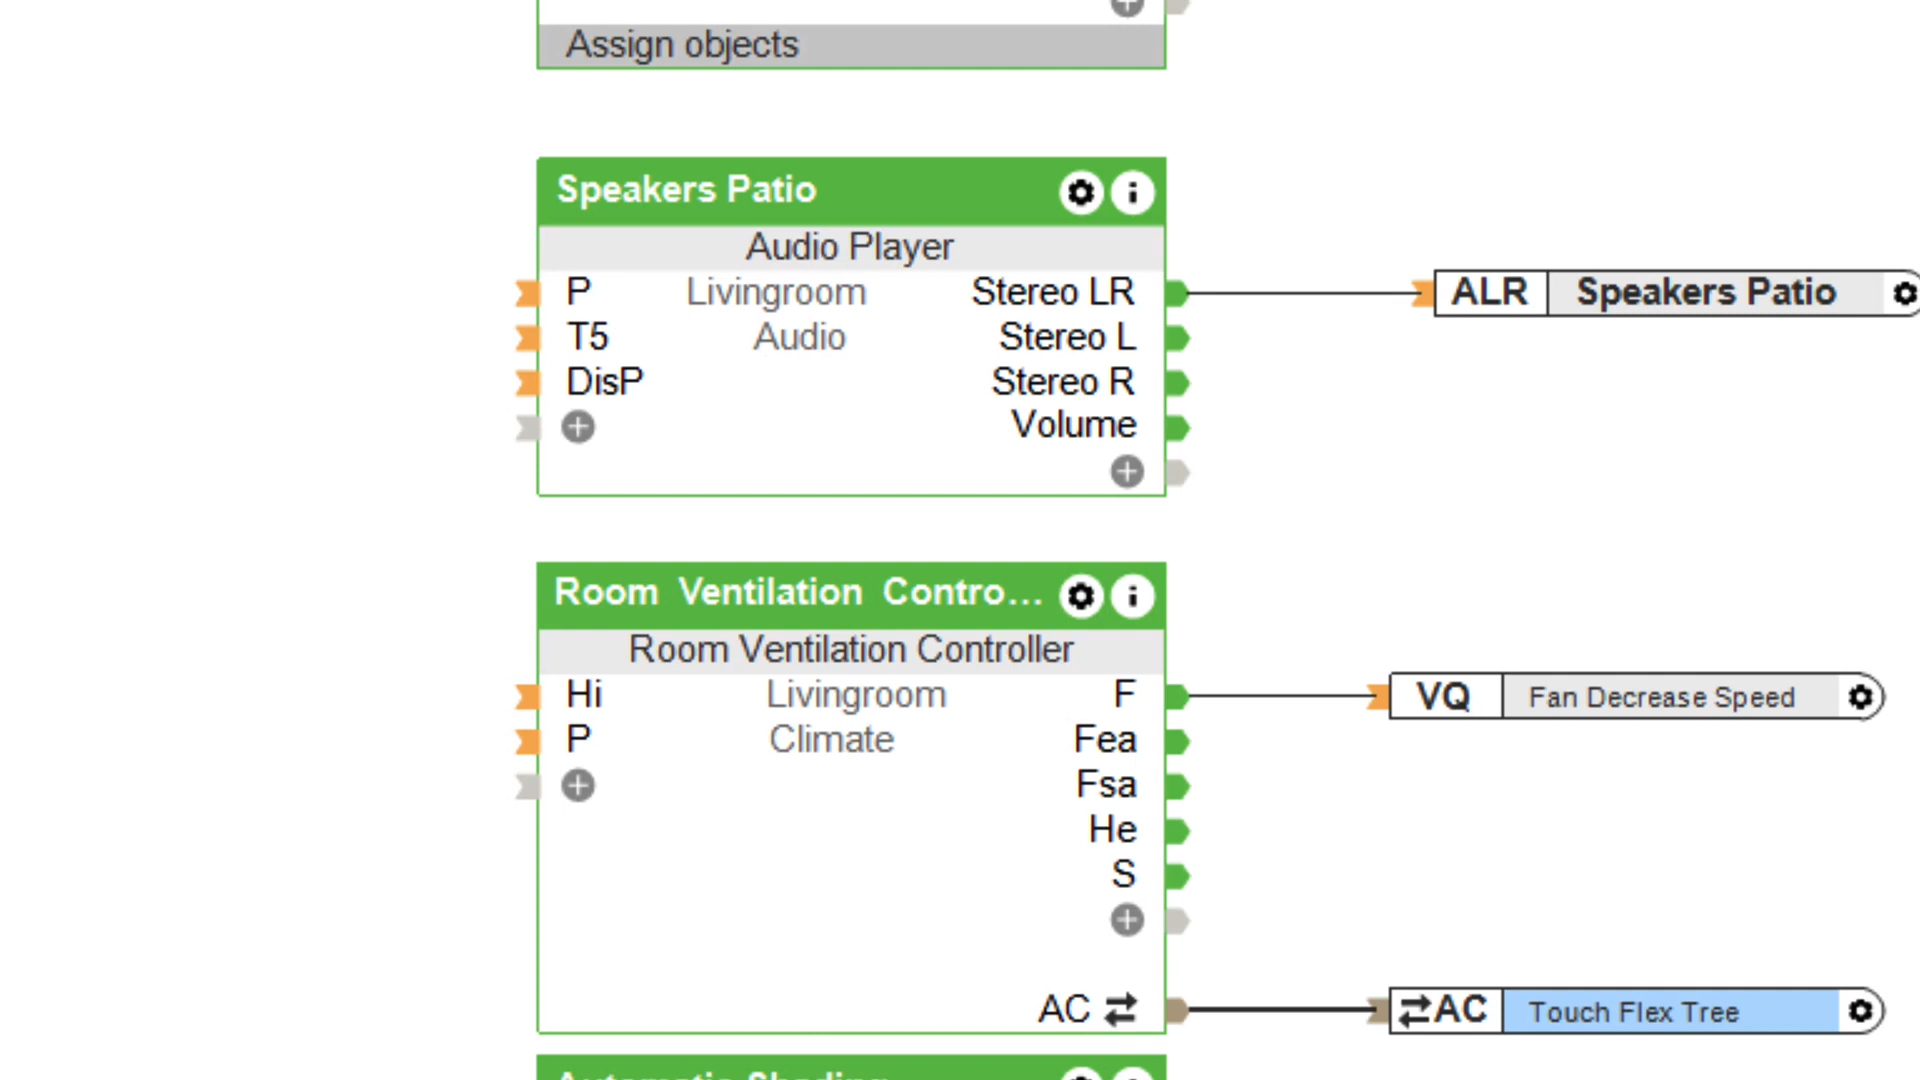 Assign objects
Speakers Patio
Audio Player
P Livingroom Stereo LR
ALR Speakers Patio
T5 Audio Stereo L
DisP Stereo R
Volume
Room Ventilation Contro...
Room Ventilation Controller
Hi Livingroom F
VQ Fan Decrease Speed
P Climate Fea
Fsa
He
S
AC
AC Touch Flex Tree
Automatic Shading